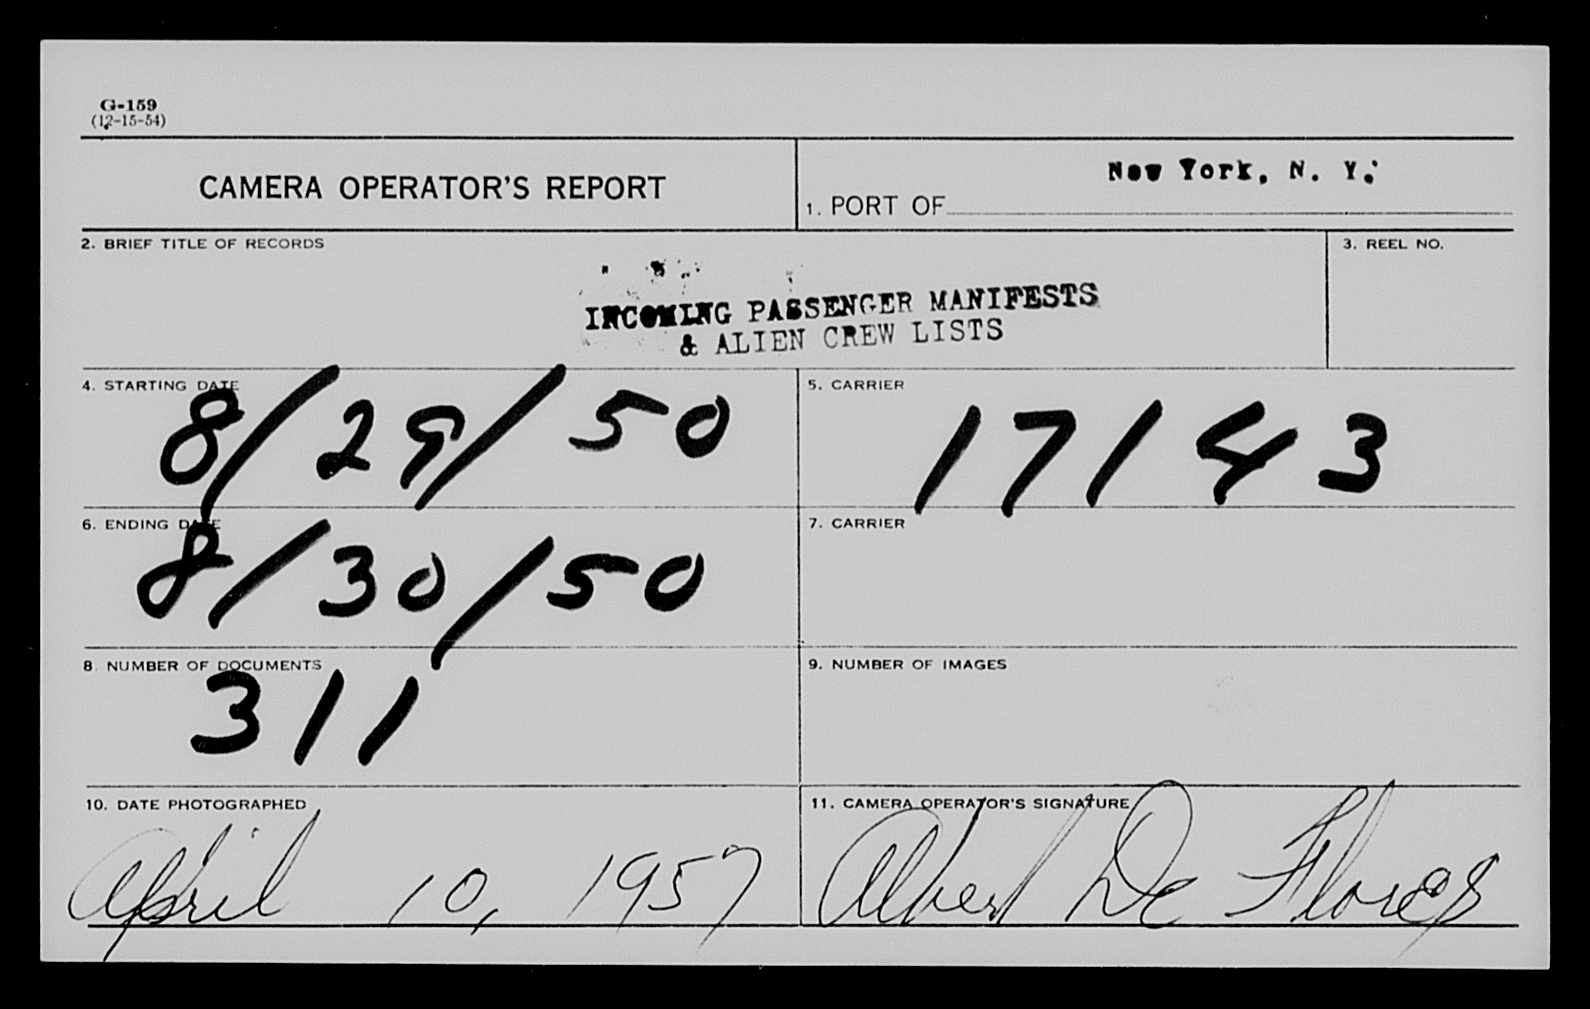 G-159
(12-15-54)
CAMERA OPERATOR'S REPORT
New York, N. Y.
1. PORT OF
2. BRIEF TITLE OF RECORDS
3. REEL NO.
INCOMING PASSENGER MANIFESTS
& ALIEN CREW LISTS
4. STARTING DATE
8/29/50
5. CARRIER
17143
6. ENDING DATE
8/30/50
7. CARRIER
8 NUMBER OF DOCUMENTS
311
9. NUMBER OF IMAGES
10. DATE PHOTOGRAPHED
April 10, 1957
11. CAMERA OPERATOR'S SIGNATURE
Albert De Flores